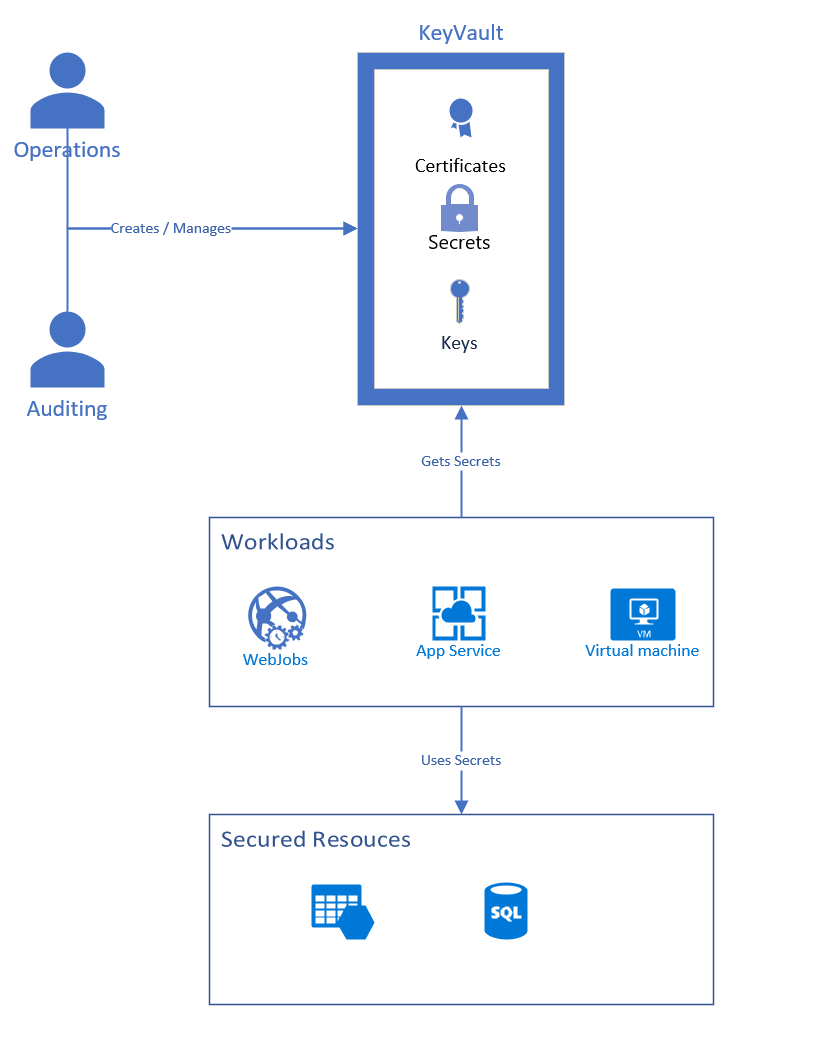 KeyVault
Operations
Certificates
Creates / Manages
Secrets
Keys
Auditing
Gets Secrets
Workloads
WebJobs
App Service
VM
Virtual machine
Uses Secrets
Secured Resouces
SQL